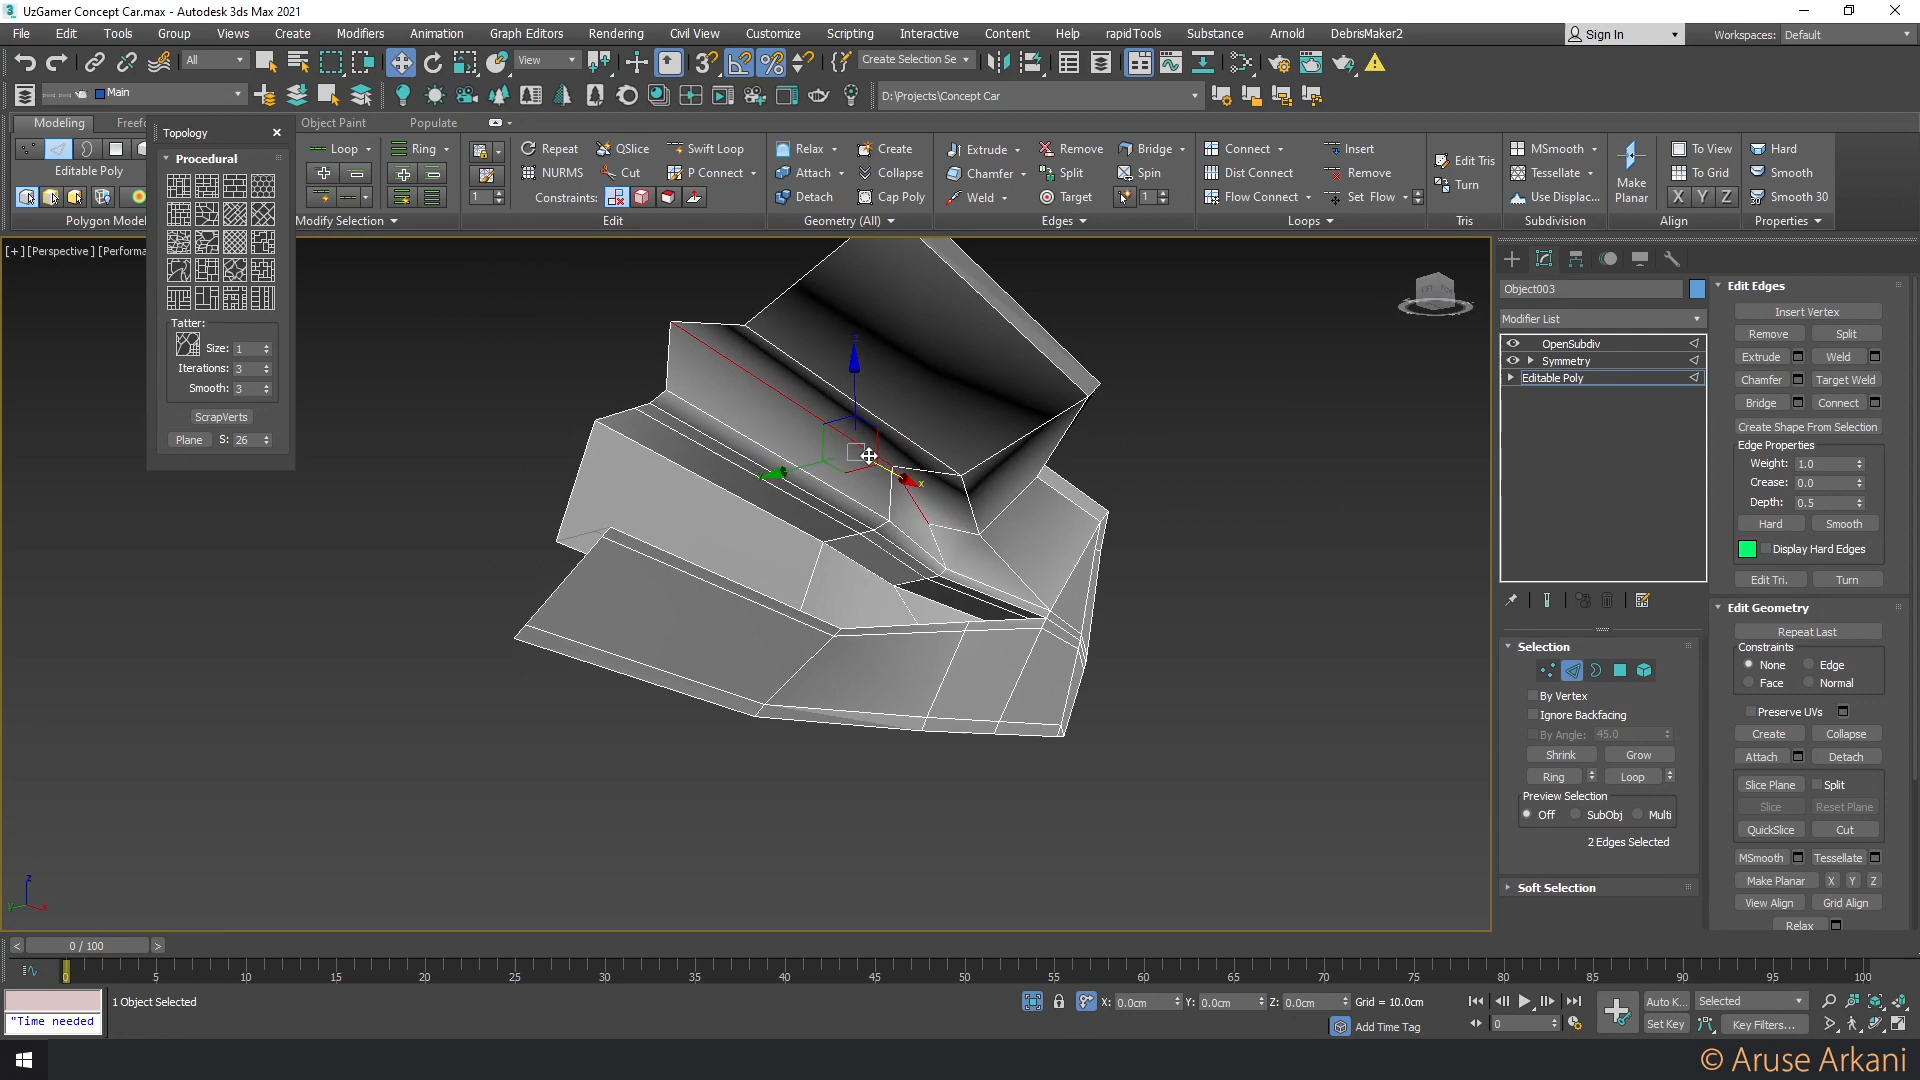 UzGamer Concept Car.max - Autodesk 3ds Max 2021
File Edit Tools Group Views Create Modifiers Animation Graph Editors Rendering Civil View Customize Scripting Interactive Content Help rapidTools Substance Arnold DebrisMaker2 Sign In Workspaces: Default
All View Create Selection Se
Main D:\Projects\Concept Car
Modeling Freef Object Paint Populate
Topology
Procedural
Loop Ring Repeat QSlice Swift Loop Relax Create Extrude Remove Bridge Connect Insert MSmooth To View Hard
Edit Tris
Editable Poly NURMS Cut P Connect Attach Collapse Chamfer Split Spin Dist Connect Remove Turn Tessellate Make Planar To Grid Smooth
1 Constraints: Detach Cap Poly Weld Target 1 Flow Connect Set Flow Use Displac... X Y Z Smooth 30
Polygon Mode Modify Selection Edit Geometry (All) Edges Loops Tris Subdivision Align Properties
[+] [Perspective ] [Performa
Tatter:
Size: 1
Iterations: 3
Smooth: 3
ScrapVerts
Plane S: 26
z
x
Object003
Modifier List
OpenSubdiv
Symmetry
Editable Poly
Selection
By Vertex
Ignore Backfacing
By Angle: 45.0
Shrink Grow
Ring Loop
Preview Selection
Off SubObj Multi
2 Edges Selected
Soft Selection
Edit Edges
Insert Vertex
Remove Split
Extrude Weld
Chamfer Target Weld
Bridge Connect
Create Shape From Selection
Edge Properties
Weight: 1.0
Crease: 0.0
Depth: 0.5
Hard Smooth
Display Hard Edges
Edit Tri. Turn
Edit Geometry
Repeat Last
Constraints
None Edge
Face Normal
Preserve UVs
Create Collapse
Attach Detach
Slice Plane Split
Slice Reset Plane
QuickSlice Cut
MSmooth Tessellate
Make Planar X Y Z
View Align Grid Align
Relax
z
y x
< 0 / 100 >
0 5 10 15 20 25 30 35 40 45 50 55 60 65 70 75 80 85 90 95 100
1 Object Selected X: 0.0cm Y: 0.0cm Z: 0.0cm Grid = 10.0cm Auto K... Selected
"Time needed Add Time Tag 0 Set Key Key Filters...
© Aruse Arkani